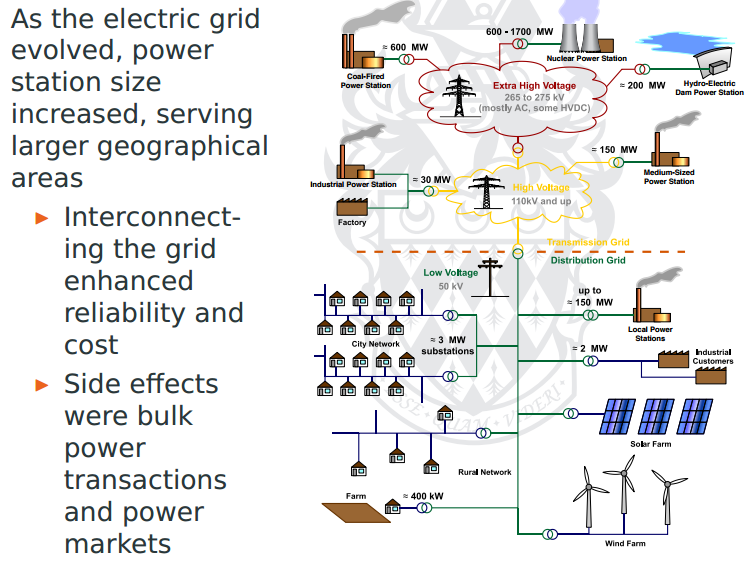 As the electric grid
evolved, power
station size
increased, serving
larger geographical
areas
► Interconnect-
ing the grid
enhanced
reliability and
cost
► Side effects
were bulk
power
transactions
and power
markets
≈ 600 MW
Coal-Fired
Power Station
600 - 1700 MW
Nuclear Power Station
≈ 200 MW
Hydro-Electric
Dam Power Station
Extra High Voltage
265 to 275 kV
(mostly AC, some HVDC)
Industrial Power Station
≈ 30 MW
Factory
≈ 150 MW
Medium-Sized
Power Station
High Voltage
110kV and up
Transmission Grid
Distribution Grid
Low Voltage
50 kV
City Network
≈ 3 MW
substations
up to
≈ 150 MW
Local Power
Stations
≈ 2 MW
Industrial
Customers
Solar Farm
Rural Network
Farm
≈ 400 kW
Wind Farm